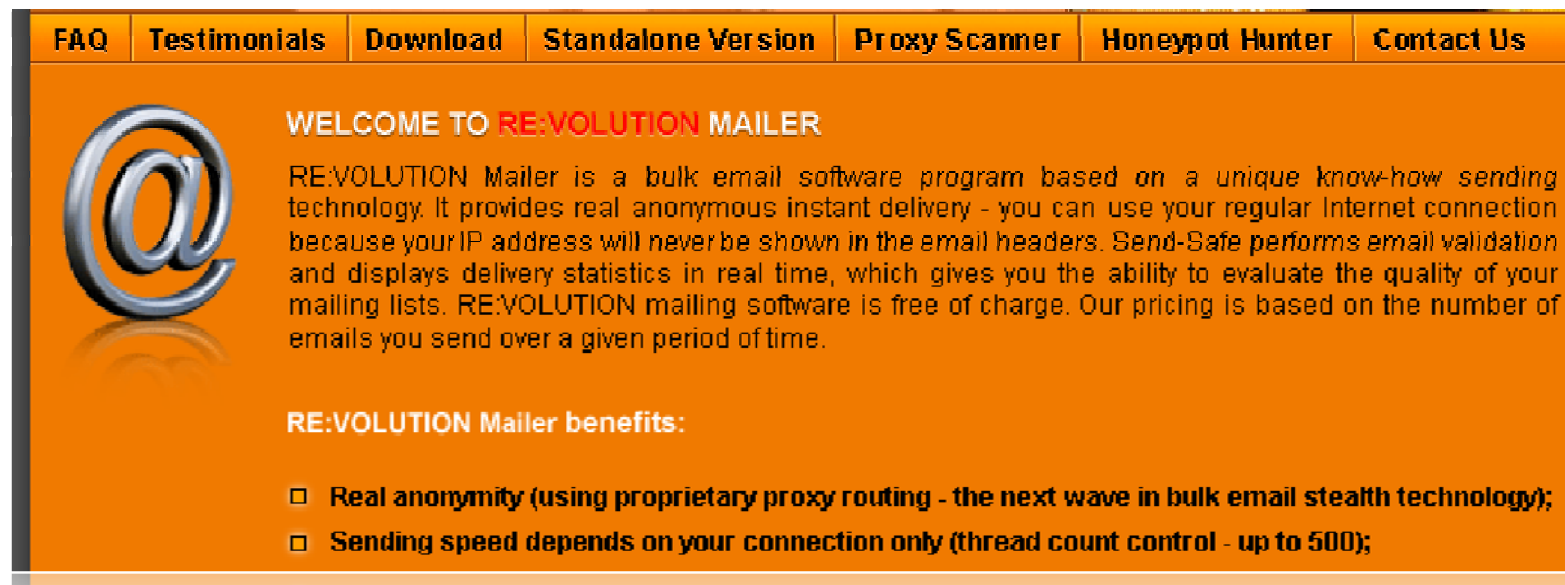 FAQ Testimonials Download Standalone Version Proxy Scanner Honeypot Hunter Contact Us
WELCOME TO RE:VOLUTION MAILER
RE:VOLUTION Mailer is a bulk email software program based on a unique know-how sending
technology. It provides real anonymous instant delivery - you can use your regular Internet connection
because your IP address will never be shown in the email headers. Send-Safe performs email validation
and displays delivery statistics in real time, which gives you the ability to evaluate the quality of your
mailing lists. RE:VOLUTION mailing software is free of charge. Our pricing is based on the number of
emails you send over a given period of time.
RE:VOLUTION Mailer benefits:
Real anonymity (using proprietary proxy routing - the next wave in bulk email stealth technology);
Sending speed depends on your connection only (thread count control - up to 500);